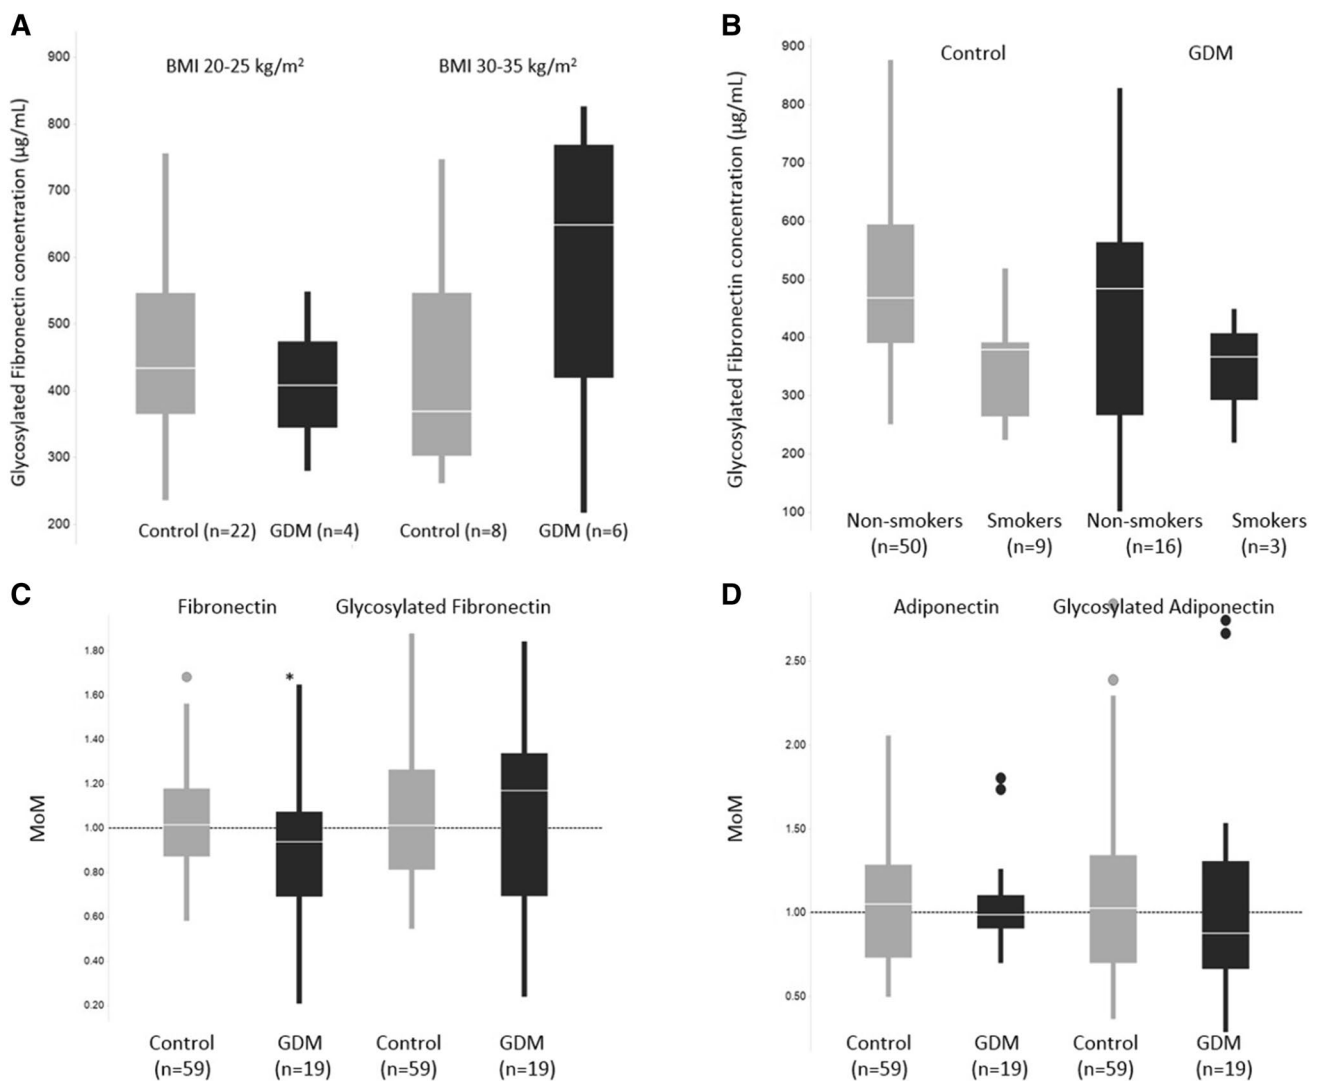 A
Glycosylated Fibronectin concentration (µg/mL)
900
800
700
600
500
400
300
200
BMI 20-25 kg/m²
BMI 30-35 kg/m²
Control (n=22)
GDM (n=4)
Control (n=8)
GDM (n=6)
B
Glycosylated Fibronectin concentration (µg/mL)
900
800
700
600
500
400
300
200
100
Control
GDM
Non-smokers
(n=50)
Smokers
(n=9)
Non-smokers
(n=16)
Smokers
(n=3)
C
MoM
Fibronectin
Glycosylated Fibronectin
1.80
1.60
1.40
1.20
1.00
0.80
0.60
0.40
0.20
*
Control
(n=59)
GDM
(n=19)
Control
(n=59)
GDM
(n=19)
D
MoM
Adiponectin
Glycosylated Adiponectin
2.50
2.00
1.50
1.00
0.50
Control
(n=59)
GDM
(n=19)
Control
(n=59)
GDM
(n=19)